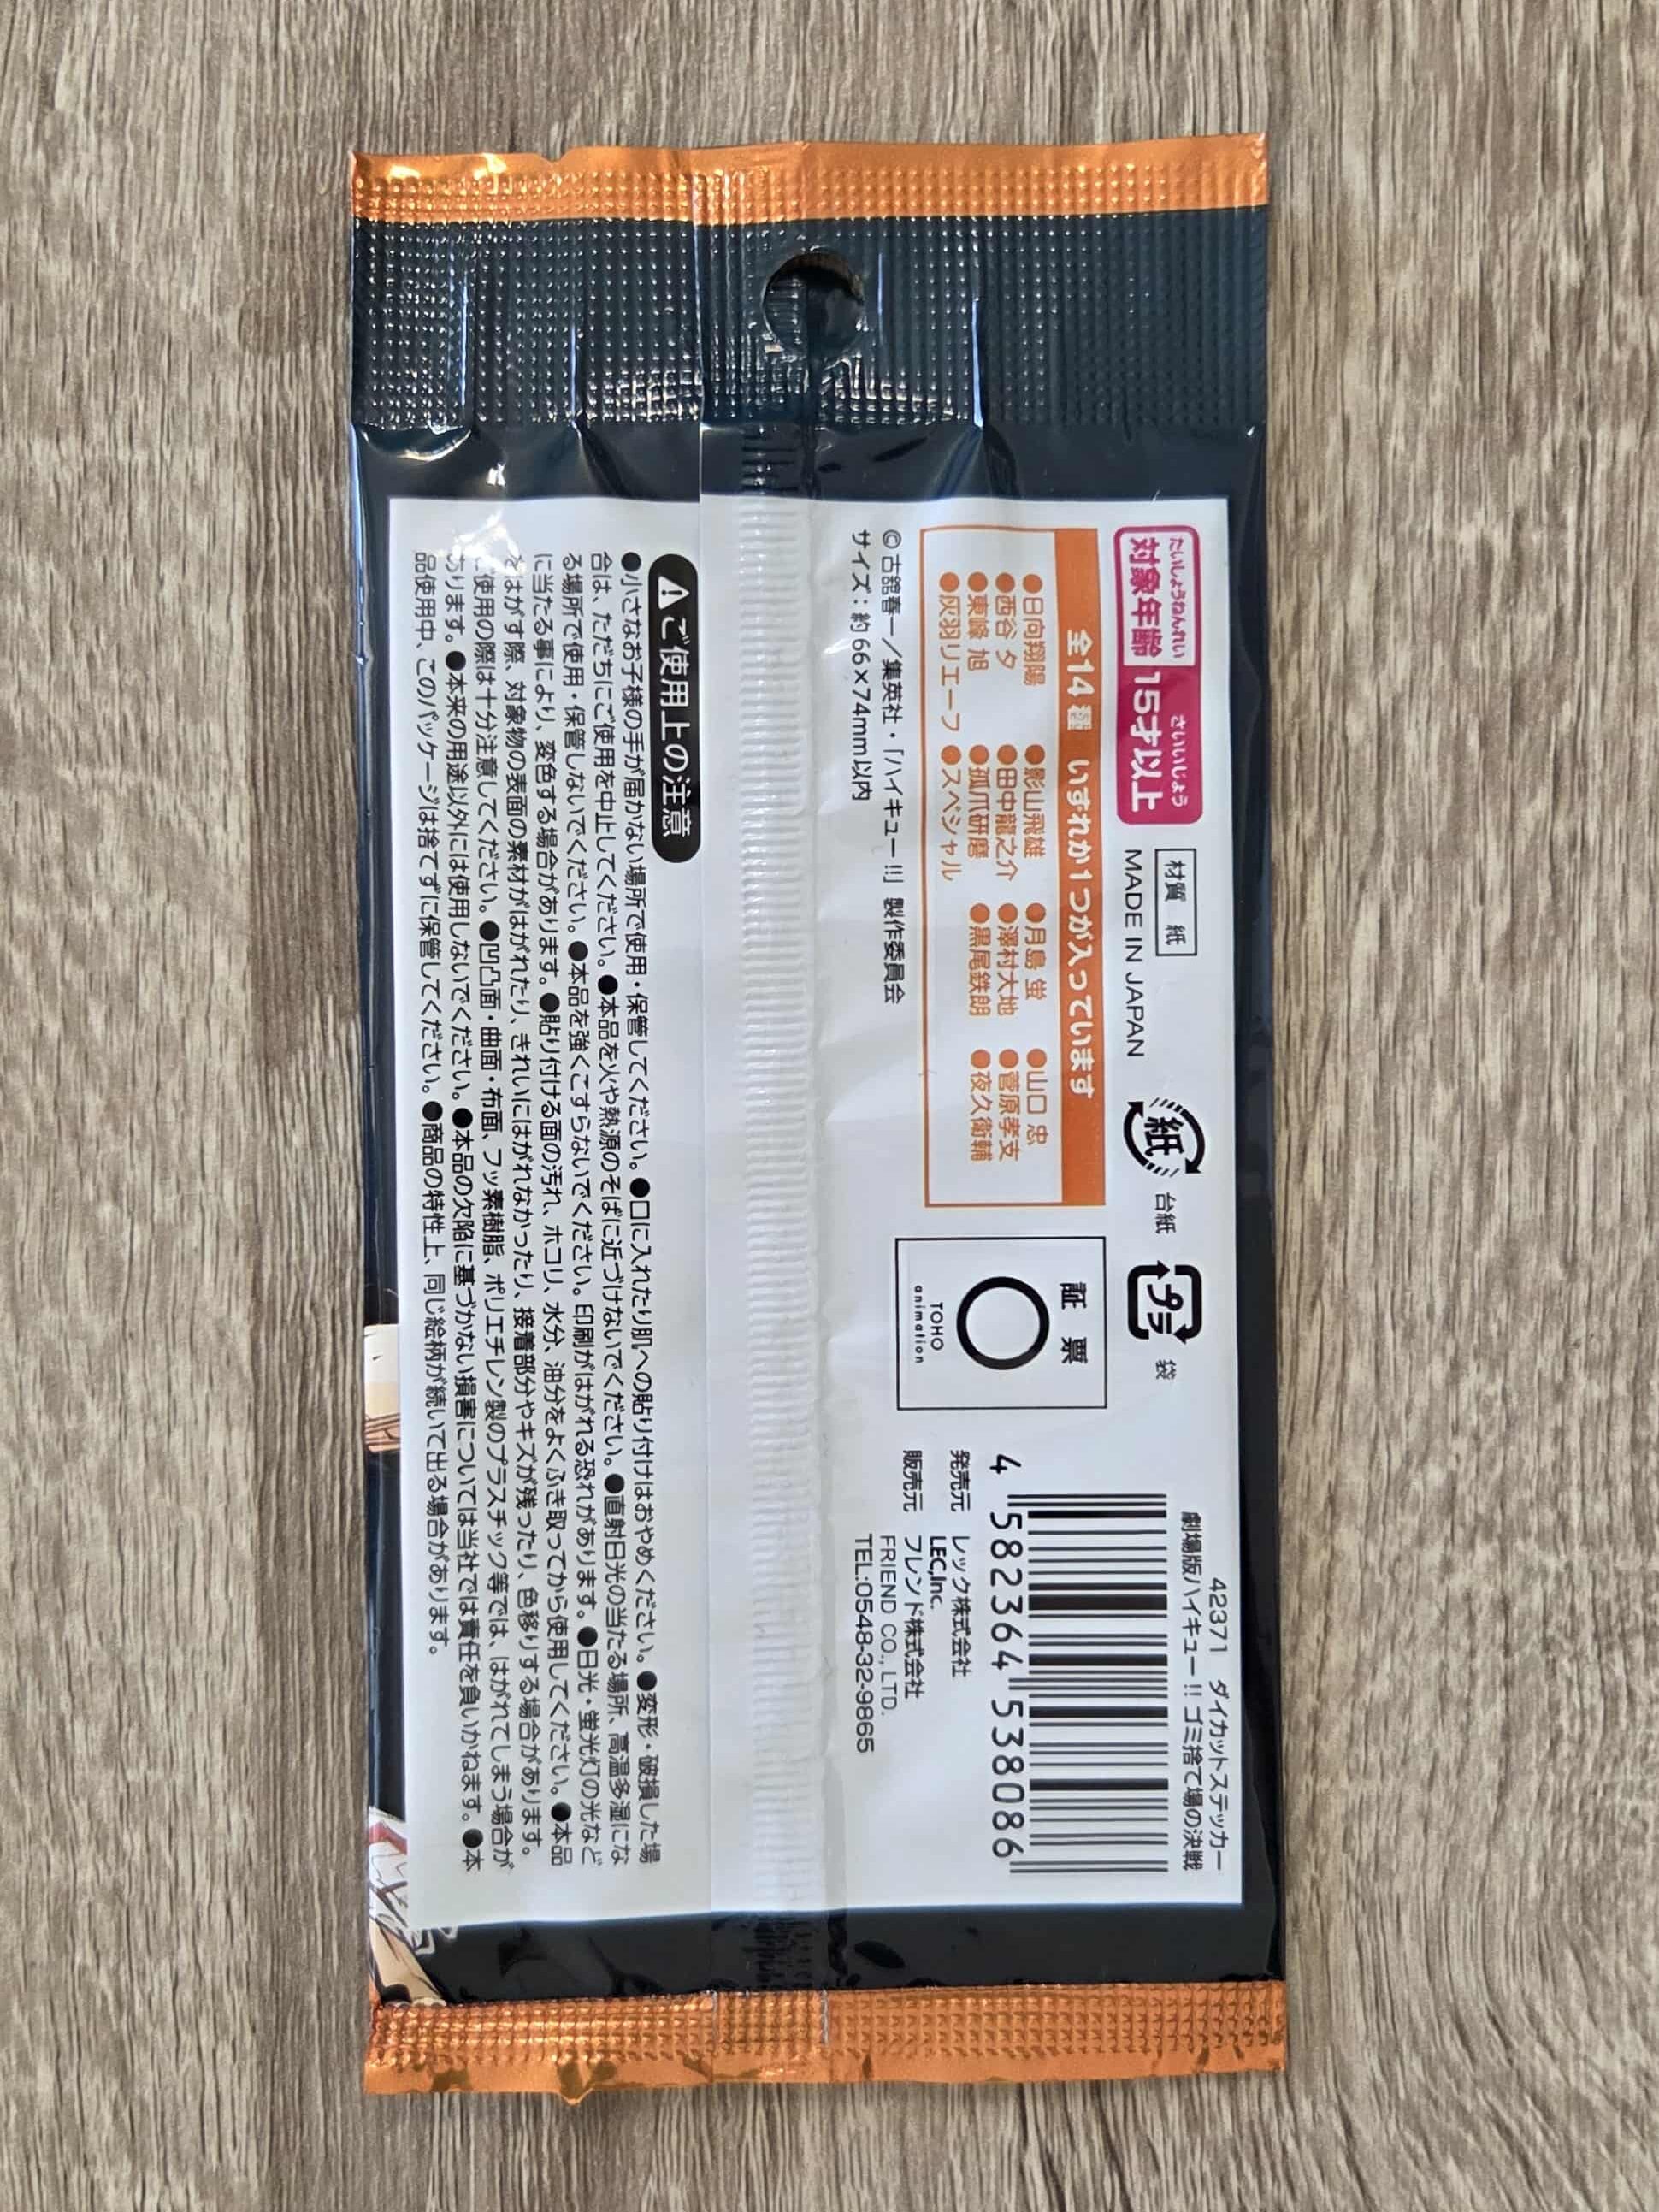 たいしょうねんれい さいいじょう
対象年齢 15才以上
材質 紙
MADE IN JAPAN
紙 台紙
プラ 袋
42371 ダイカットステッカー
劇場版ハイキュー!! ゴミ捨て場の決戦
4 582364 538086
全14種 いずれか1つが入っています
●日向翔陽 ●影山飛雄 ●月島 蛍 ●山口 忠
●西谷 夕 ●田中龍之介 ●澤村大地 ●菅原孝支
●東峰 旭 ●孤爪研磨 ●黒尾鉄朗 ●夜久衛輔
●灰羽リエーフ ●スペシャル
証 票
TOHO
animation
発売元 レック株式会社
LEC,Inc.
販売元 フレンド株式会社
FRIEND CO., LTD.
TEL:0548-32-9865
©古舘春一/集英社・「ハイキュー!!」製作委員会
サイズ:約66×74mm以内
ご使用上の注意
●小さなお子様の手が届かない場所で使用・保管してください。●口に入れたり肌への貼り付けはおやめください。●変形・破損した場
合は、ただちにご使用を中止してください。●本品を火や熱源のそばに近づけないでください。●直射日光の当たる場所、高温多湿にな
る場所で使用・保管しないでください。●本品を強くこすらないでください。印刷がはがれる恐れがあります。●日光・蛍光灯の光など
に当たる事により、変色する場合があります。●貼り付ける面の汚れ、ホコリ、水分、油分をよくふき取ってから使用してください。●本品
をはがす際、対象物の表面の素材がはがれたり、きれいにはがれなかったり、接着部分やキズが残ったり、色移りする場合があります。
ご使用の際は十分注意してください。●凹凸面・曲面・布面、フッ素樹脂、ポリエチレン製のプラスチック等では、はがれてしまう場合が
あります。●本来の用途以外には使用しないでください。●本品の欠陥に基づかない損害については当社では責任を負いかねます。●本
品使用中、このパッケージは捨てずに保管してください。●商品の特性上、同じ絵柄が続いて出る場合があります。